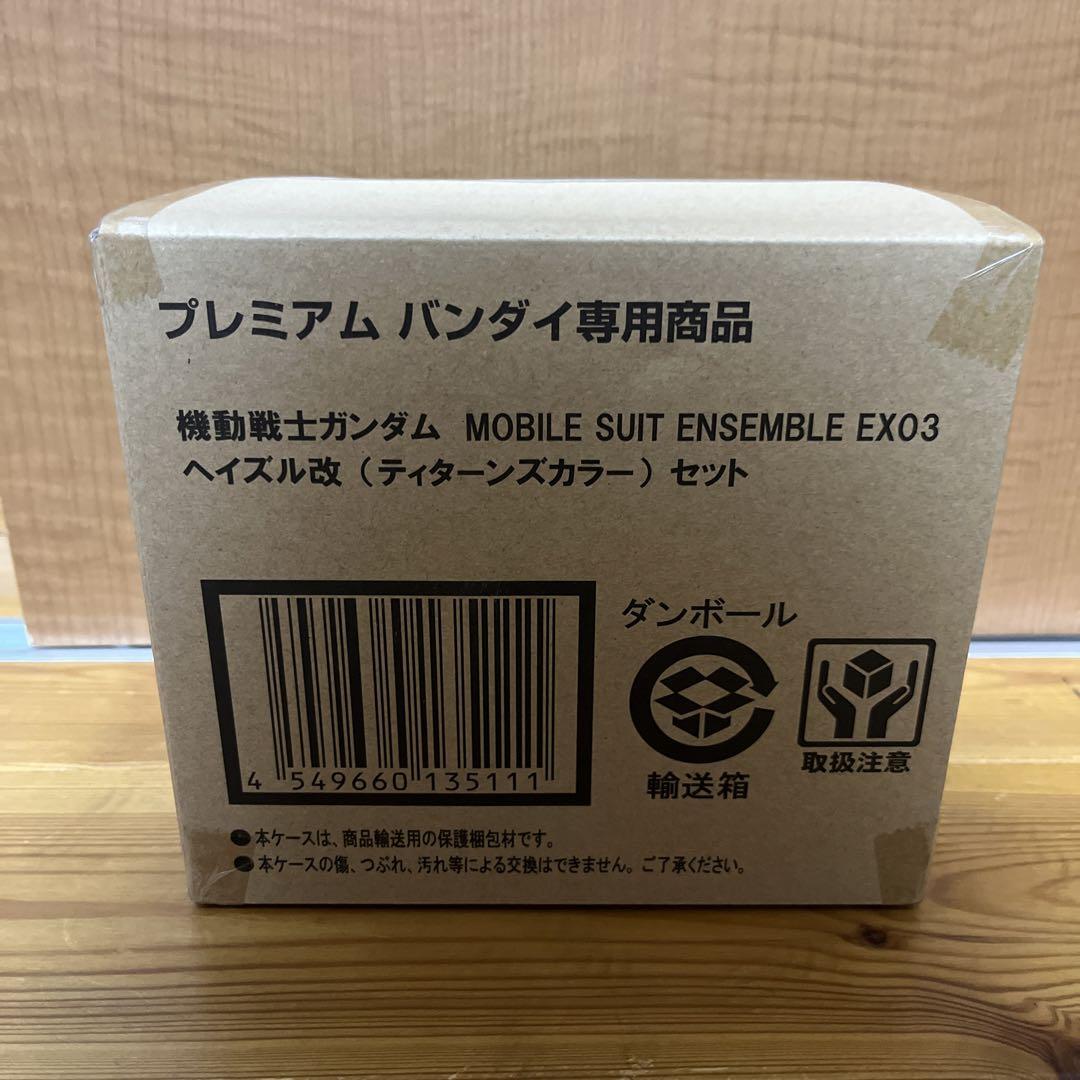 プレミアム バンダイ専用商品
機動戦士ガンダム MOBILE SUIT ENSEMBLE EX03
ヘイズル改（ティターンズカラー）セット
ダンボール
輸送箱
取扱注意
4 549660 135111
●本ケースは、商品輸送用の保護梱包材です。
●本ケースの傷、つぶれ、汚れ等による交換はできません。ご了承ください。